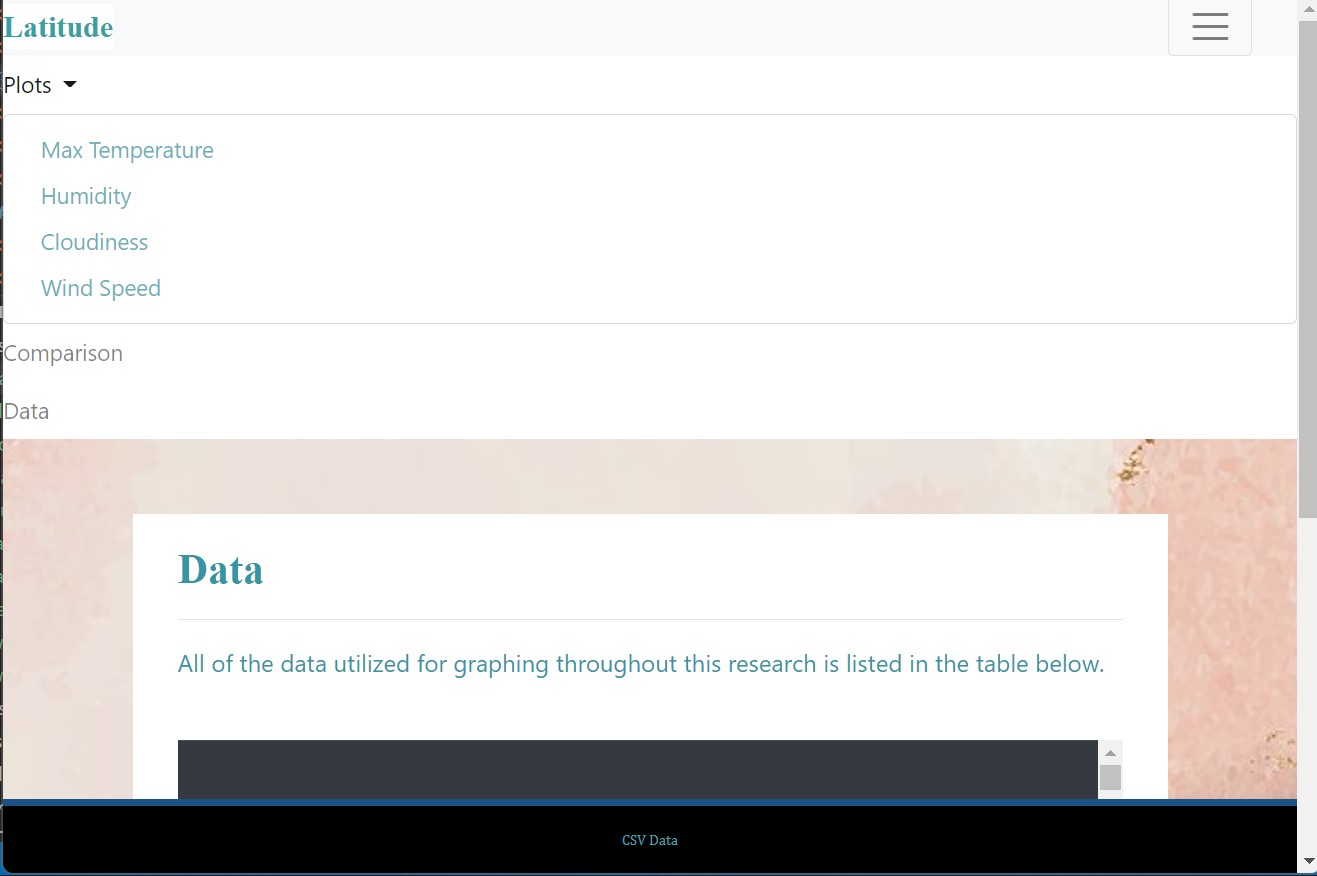 Latitude
Plots
Max Temperature
Humidity
Cloudiness
Wind Speed
Comparison
Data
Data
All of the data utilized for graphing throughout this research is listed in the table below.
CSV Data